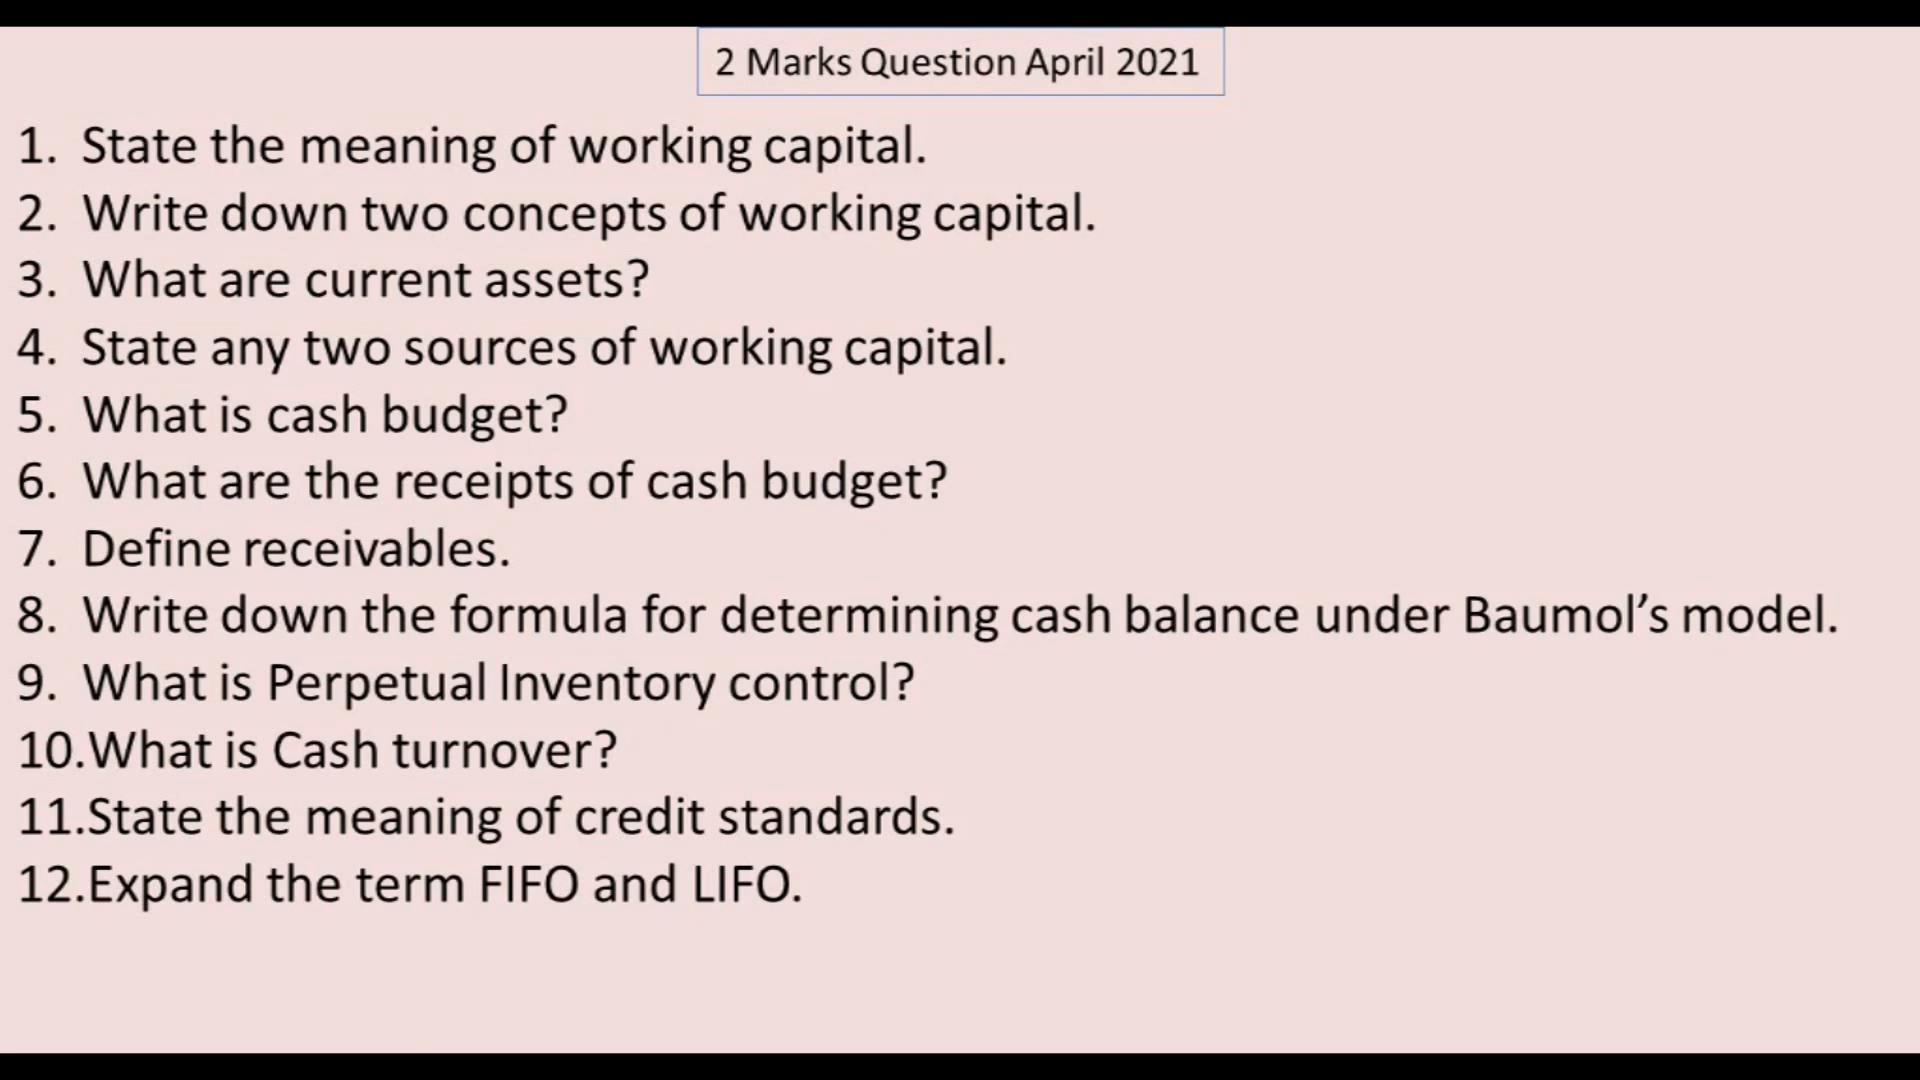 2 Marks Question April 2021
1. State the meaning of working capital.
2. Write down two concepts of working capital.
3. What are current assets?
4. State any two sources of working capital.
5. What is cash budget?
6. What are the receipts of cash budget?
7. Define receivables.
8. Write down the formula for determining cash balance under Baumol’s model.
9. What is Perpetual Inventory control?
10.What is Cash turnover?
11.State the meaning of credit standards.
12.Expand the term FIFO and LIFO.